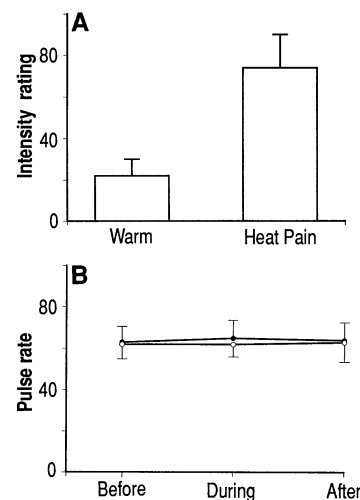 A
Intensity rating
80
40
0
Warm Heat Pain
B
Pulse rate
80
40
0
Before During After